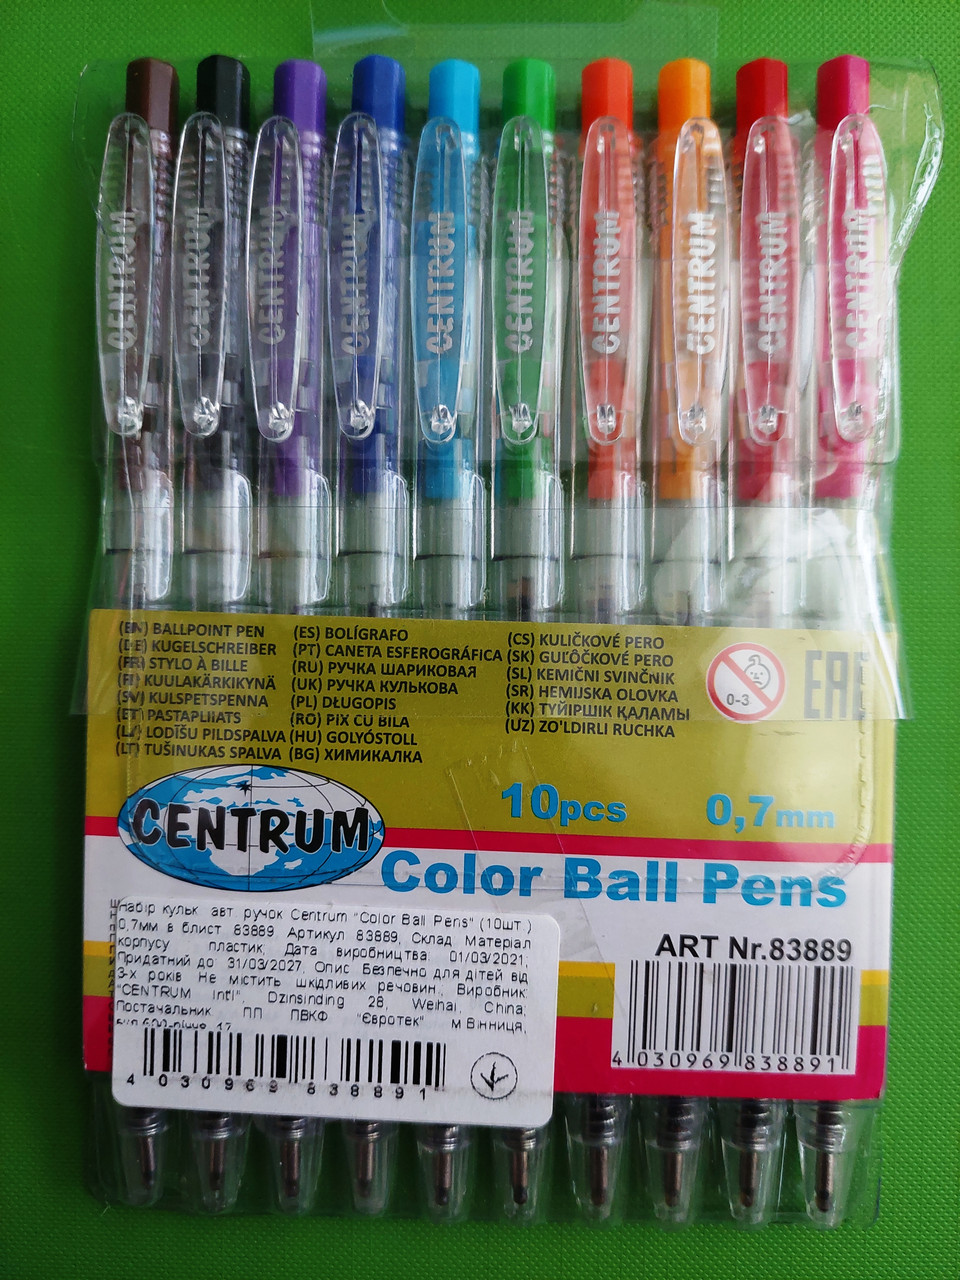 CENTRUM
CENTRUM
CENTRUM
CENTRUM
CENTRUM
CENTRUM
CENTRUM
CENTRUM
CENTRUM
CENTRUM
(EN) BALLPOINT PEN
(DE) KUGELSCHREIBER
(FR) STYLO À BILLE
(FI) KUULAKÄRKIKYNÄ
(SV) KULSPETSPENNA
(ET) PASTAPLIIATS
(LV) LODĪŠU PILDSPALVA
(LT) TUŠINUKAS SPALVA
(ES) BOLÍGRAFO
(PT) CANETA ESFEROGRÁFICA
(RU) РУЧКА ШАРИКОВАЯ
(UK) РУЧКА КУЛЬКОВА
(PL) DŁUGOPIS
(RO) PIX CU BILA
(HU) GOLYÓSTOLL
(BG) ХИМИКАЛКА
(CS) KULIČKOVÉ PERO
(SK) GUĽÔČKOVÉ PERO
(SL) KEMIČNI SVINČNIK
(SR) HEMIJSKA OLOVKA
(KK) ТҮЙІРШІК ҚАЛАМЫ
(UZ) ZO'LDIRLI RUCHKA
0-3
EAC
CENTRUM
10pcs 0,7mm
Color Ball Pens
ART Nr.83889
4 030969 838891
Набір кульк авт ручок Centrum "Color Ball Pens" (10шт.)
0,7мм в бліст 83889 Артикул 83889, Склад Матеріал
корпусу пластик, Дата виробництва: 01/03/2021;
Придатний до: 31/03/2027, Опис Безпечно для дітей від
3-х років Не містить шкідливих речовин., Виробник:
"CENTRUM Int'l", Dzinsinding 28, Weihai, China;
Постачальник ПП ПВКФ "Євротек" м Вінниця,
4 030969 838891